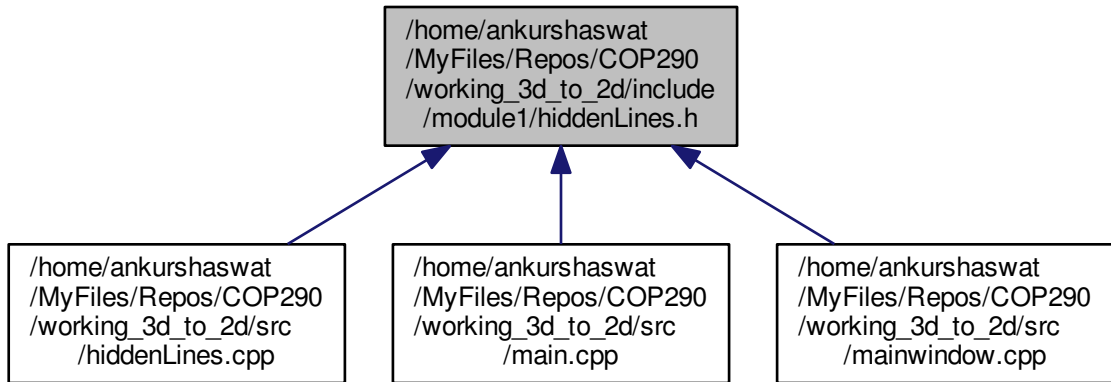 /home/ankurshaswat
/MyFiles/Repos/COP290
/working_3d_to_2d/include
/module1/hiddenLines.h
/home/ankurshaswat
/MyFiles/Repos/COP290
/working_3d_to_2d/src
/hiddenLines.cpp
/home/ankurshaswat
/MyFiles/Repos/COP290
/working_3d_to_2d/src
/main.cpp
/home/ankurshaswat
/MyFiles/Repos/COP290
/working_3d_to_2d/src
/mainwindow.cpp